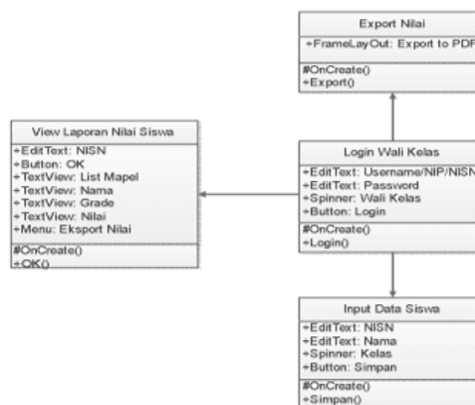 Export Nilai
+FrameLayOut: Export to PDF
#OnCreate()
+Export()
View Laporan Nilai Siswa
+EditText: NISN
+Button: OK
+TextView: List Mapel
+TextView: Nama
+TextView: Grade
+TextView: Nilai
+Menu: Eksport Nilai
#OnCreate()
+OK()
Login Wali Kelas
+EditText: Username/NIP/NISN
+EditText: Password
+Spinner: Wali Kelas
+Button: Login
#OnCreate()
+Login()
Input Data Siswa
+EditText: NISN
+EditText: Nama
+Spinner: Kelas
+Button: Simpan
#OnCreate()
+Simpan()